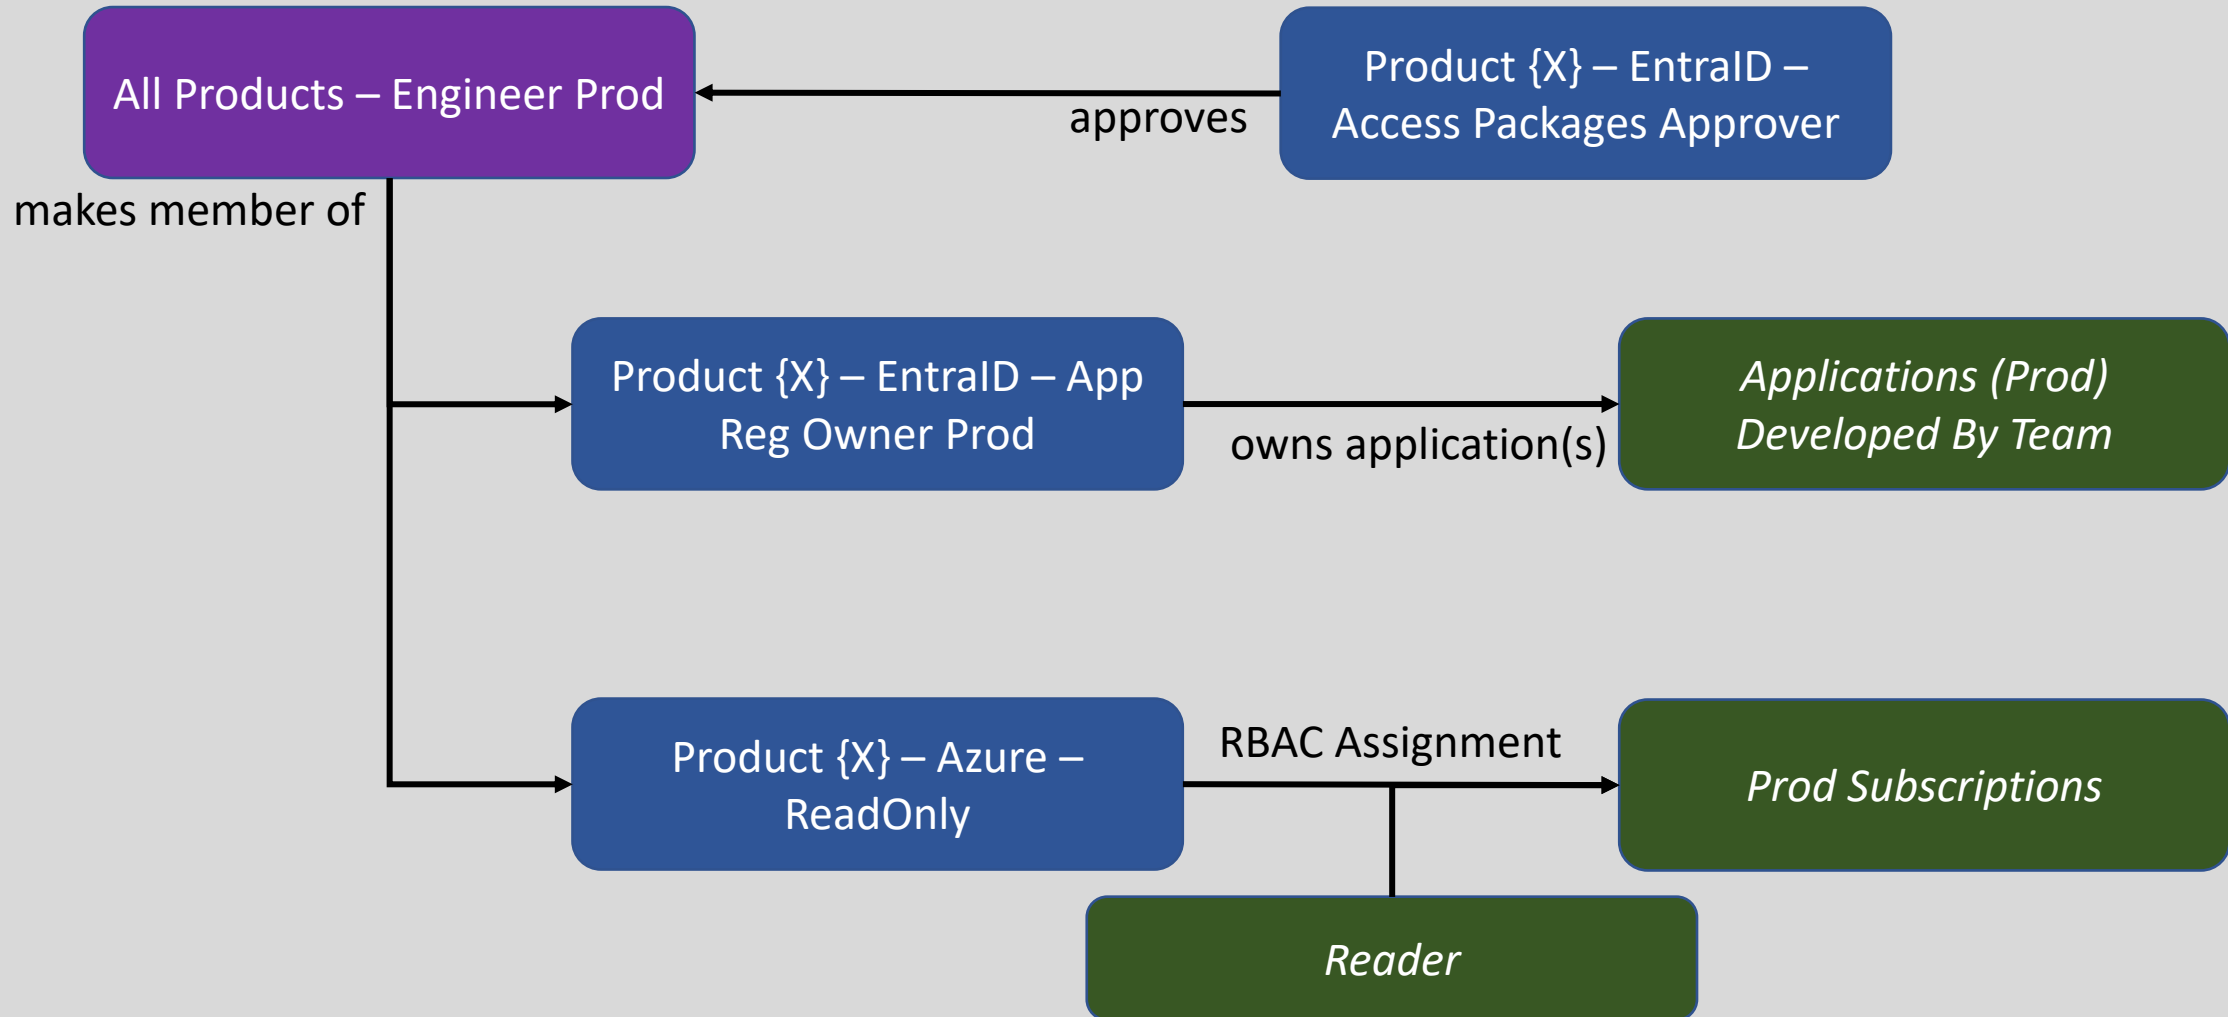 All Products – Engineer Prod
Product {X} – EntraID –
Access Packages Approver
approves
makes member of
Product {X} – EntraID – App
Reg Owner Prod
owns application(s)
Applications (Prod)
Developed By Team
Product {X} – Azure –
ReadOnly
RBAC Assignment
Prod Subscriptions
Reader